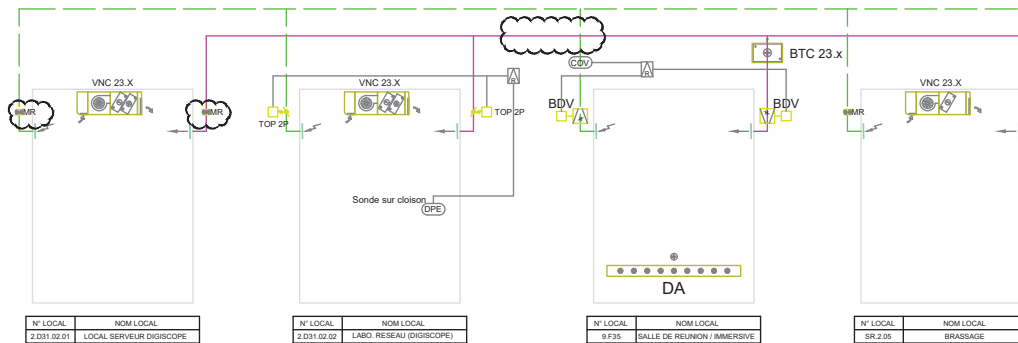 COV
R
R
BTC 23.x
VNC 23.X
VNC 23.X
VNC 23.X
BDV
BDV
MR
MR
TOP 2P
TOP 2P
MR
Sonde sur cloison
DPE
DA
N° LOCAL NOM LOCAL
2.D31.02.01 LOCAL SERVEUR DIGISCOPE
N° LOCAL NOM LOCAL
2.D31.02.02 LABO. RESEAU (DIGISCOPE)
N° LOCAL NOM LOCAL
9.F35 SALLE DE REUNION / IMMERSIVE
N° LOCAL NOM LOCAL
SR.2.05 BRASSAGE